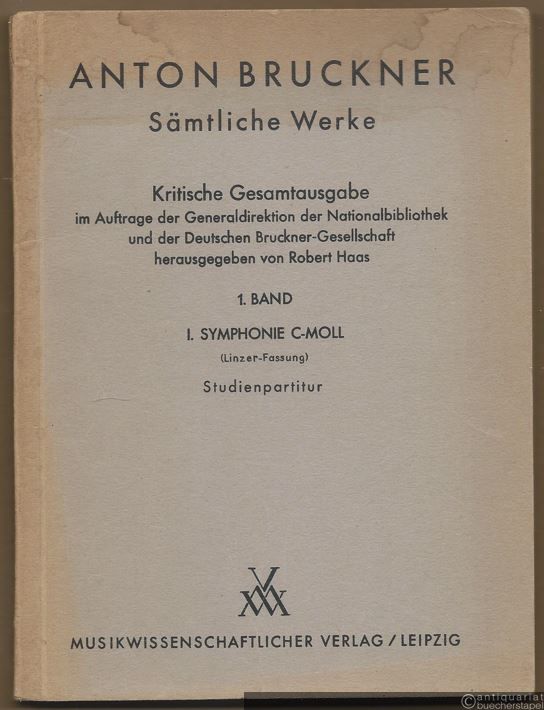 ANTON BRUCKNER
Sämtliche Werke
Kritische Gesamtausgabe
im Auftrage der Generaldirektion der Nationalbibliothek
und der Deutschen Bruckner-Gesellschaft
herausgegeben von Robert Haas
1. BAND
I. SYMPHONIE C-MOLL
(Linzer-Fassung)
Studienpartitur
MUSIKWISSENSCHAFTLICHER VERLAG / LEIPZIG
©antiquariat
buecherstapel